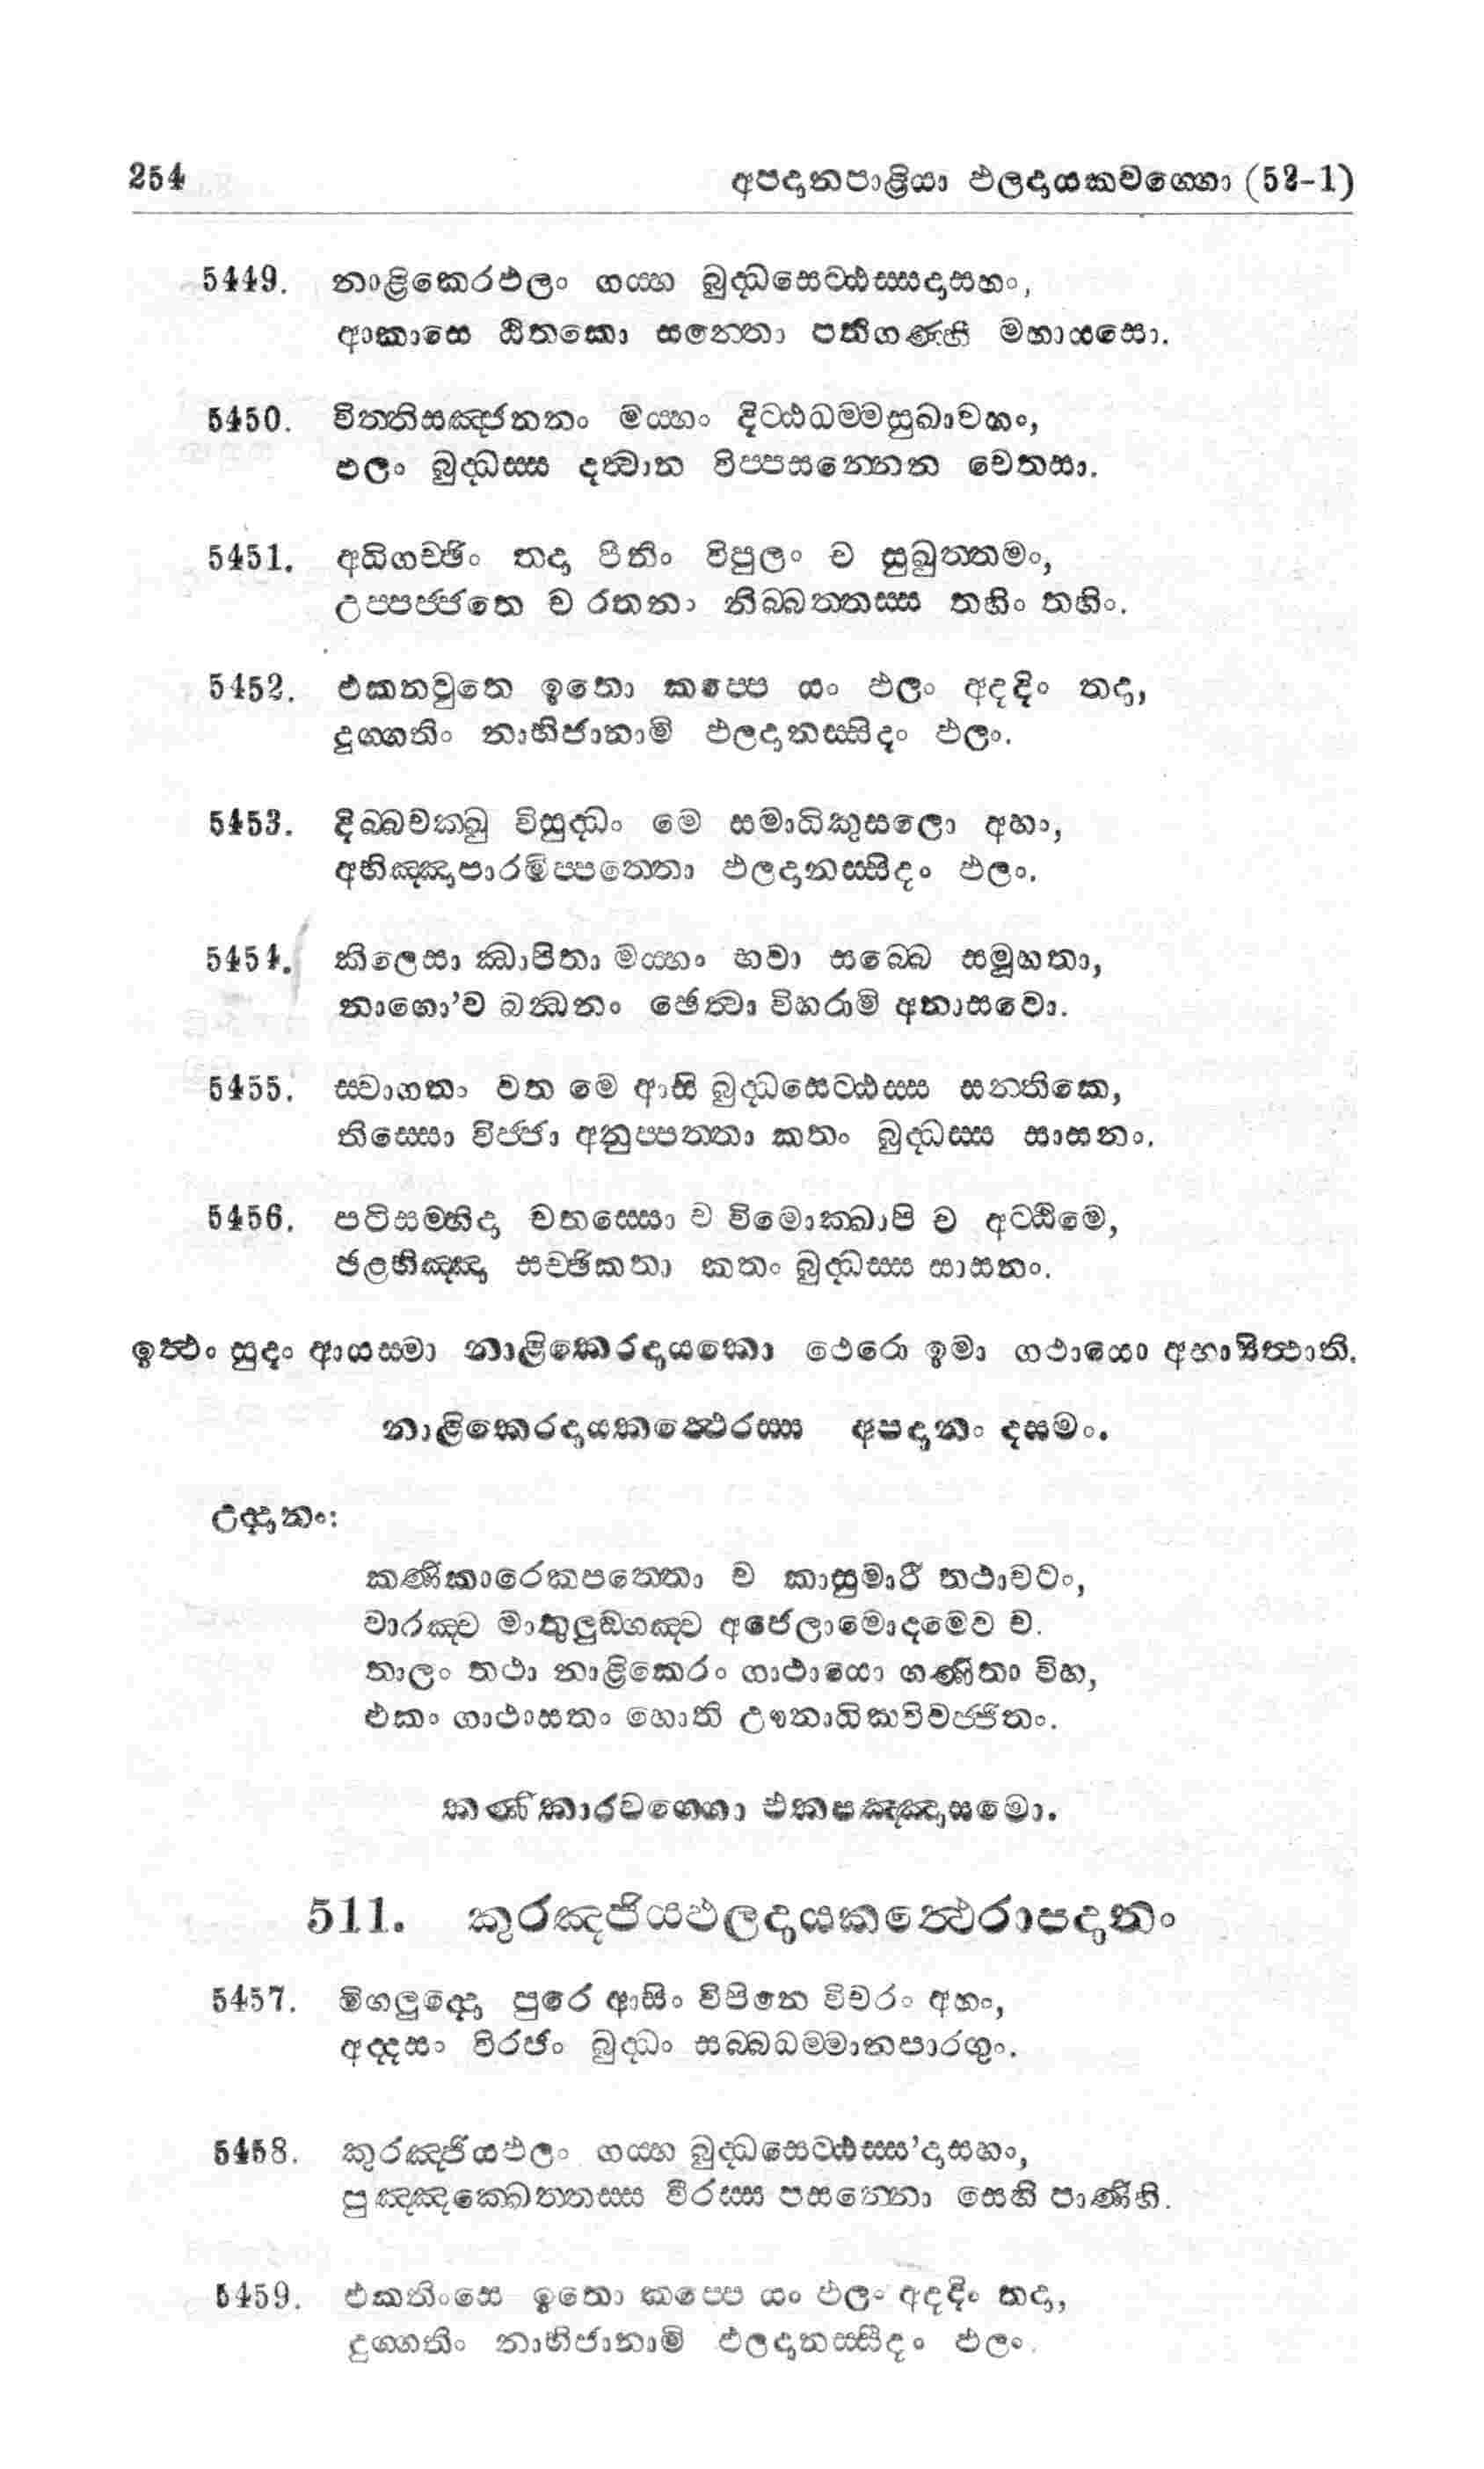 254 අපදානපාළියා ඵලදායකවග්ගො (52-1)
5449. නාළිකෙරඵලං ගය්හ බුද්ධසෙට්ඨස්සදාසහං,
ආකාසෙ ඨිතකො සන්තො පතිගණ්හි මහායසො.
5450. විත්තිසඤ්ජනනං මය්හං දිට්ඨධම්මසුඛාවහං,
ඵලං බුද්ධස්ස දත්වාන විප්පසන්නෙන චෙතසා.
5451. අධිගච්ඡිං තදා පීතිං විපුලං ච සුඛුත්තමං,
උප්පජ්ජතෙ ච රතනා නිබ්බත්තස්ස තහිං තහිං.
5452. එකනවුතෙ ඉතො කප්පෙ යං ඵලං අදදිං තදා,
දුග්ගතිං නාභිජානාමි ඵලදානස්සිදං ඵලං.
5453. දිබ්බචක්ඛු විසුද්ධිං මෙ සමාධිකුසලො අහං,
අභිඤ්ඤාපාරමිප්පත්තො ඵලදානස්සිදං ඵලං.
5454. කිලෙසා ඣාපිතා මය්හං භවා සබ්බෙ සමූහතා,
නාගො’ව බන්ධනං ඡෙත්වා විහරාමි අනාසවො.
5455. ස්වාගතං වත මෙ ආසි බුද්ධසෙට්ඨස්ස සන්තිකෙ,
තිස්සො විජ්ජා අනුප්පත්තා කතං බුද්ධස්ස සාසනං.
5456. පටිසම්භිදා චතස්සො ච විමොක්ඛාපි ච අට්ඨිමෙ,
ඡළභිඤ්ඤා සච්ඡිකතා කතං බුද්ධස්ස සාසනං.
ඉත්ථං සුදං ආයස්මා නාළිකෙරදායකො ථෙරො ඉමා ගථායො අභාසිත්ථාති.
නාළිකෙරදායකත්ථෙරස්ස අපදානං දසමං.
උද්දානං:
කණිකාරෙකපත්තො ච කාසුමාරී තථාවටං,
වාරඤ්ච මාතුලුඞ්ගඤ්ච අජෙලාමොදමෙව ච.
තාලං තථා නාළිකෙරං ගාථායො ගණිතා විහ,
එකං ගාථාසතං හොති ඌනාධිකවිවජ්ජිතං.
කණිකාරවග්ගො එකපඤ්ඤාසමො.
511. කුරඤ්ජියඵලදායකත්ථෙරාපදානං
5457. මිගලුද්දො පුරෙ ආසිං විපිනෙ විචරං අහං,
අද්දසං විරජං බුද්ධං සබ්බධම්මානපාරගුං.
5458. කුරඤ්ජියඵලං ගය්හ බුද්ධසෙට්ඨස්ස’දාසහං,
පුඤ්ඤක්ඛෙත්තස්ස වීරස්ස පසන්නො සෙහි පාණිහි.
5459. එකතිංසෙ ඉතො කප්පෙ යං ඵලං අදදිං තදා,
දුග්ගතිං නාභිජානාමි ඵලදානස්සිදං ඵලං.